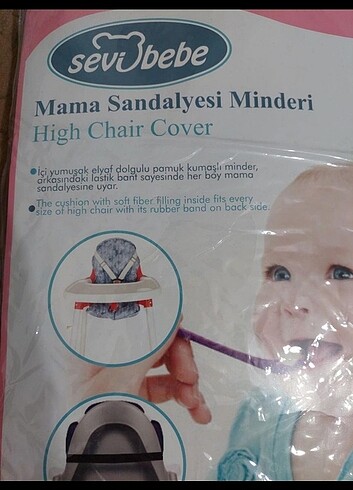 sevi bebe
Mama Sandalyesi Minderi
High Chair Cover
İçi yumuşak elyaf dolgulu pamuk kumaşlı minder,
arkasındaki lastik bant sayesinde her boy mama
sandalyesine uyar.
The cushion with soft fiber filling inside fits every
size of high chair with its rubber band on back side.